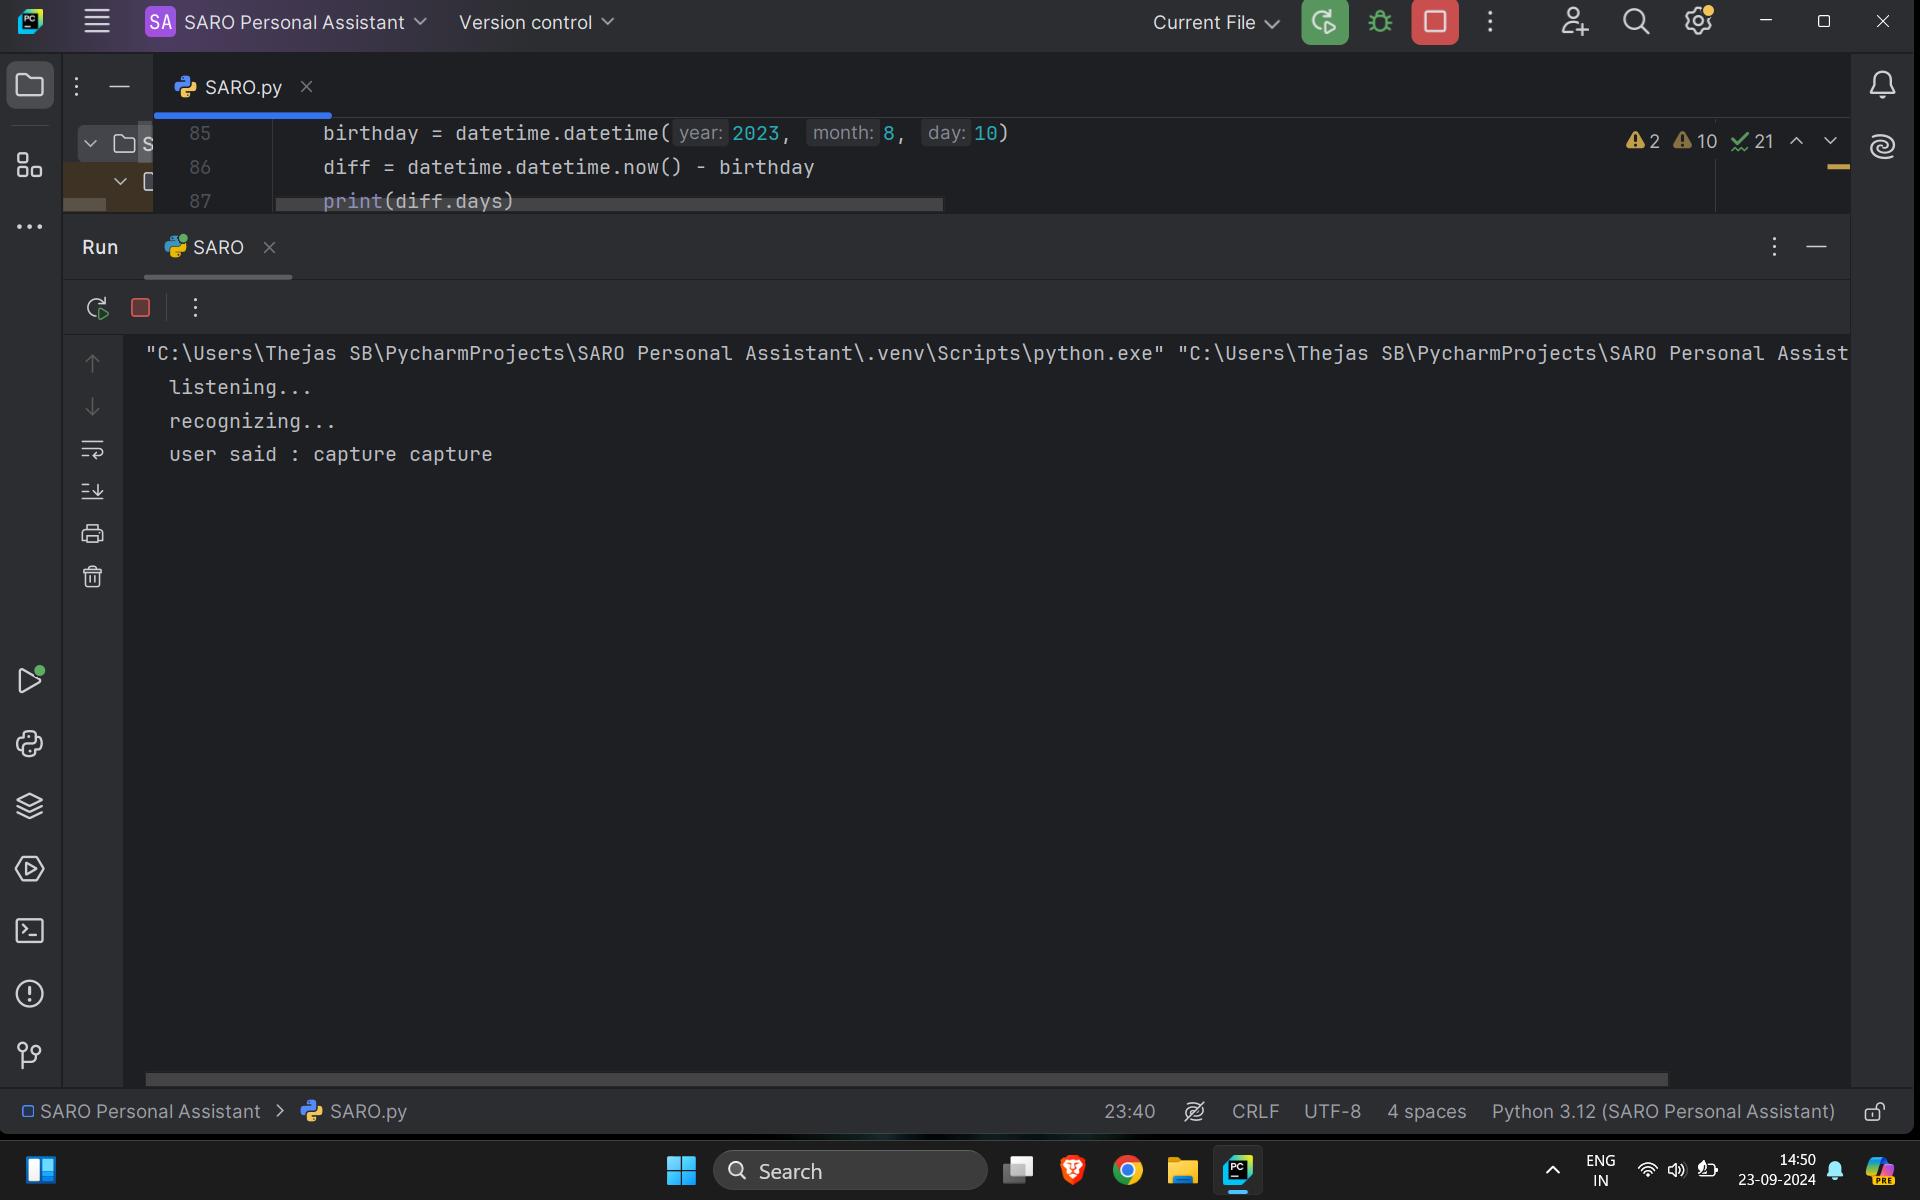 SA SARO Personal Assistant Version control Current File
SARO.py
85 birthday = datetime.datetime( year: 2023, month: 8, day: 10)
2 10 21
86 diff = datetime.datetime.now() - birthday
87 print(diff.days)
Run SARO
"C:\Users\Thejas SB\PycharmProjects\SARO Personal Assistant\.venv\Scripts\python.exe" "C:\Users\Thejas SB\PycharmProjects\SARO Personal Assist
listening...
recognizing...
user said : capture capture
SARO Personal Assistant > SARO.py 23:40 CRLF UTF-8 4 spaces Python 3.12 (SARO Personal Assistant)
Search
ENG
IN
14:50
23-09-2024
PRE